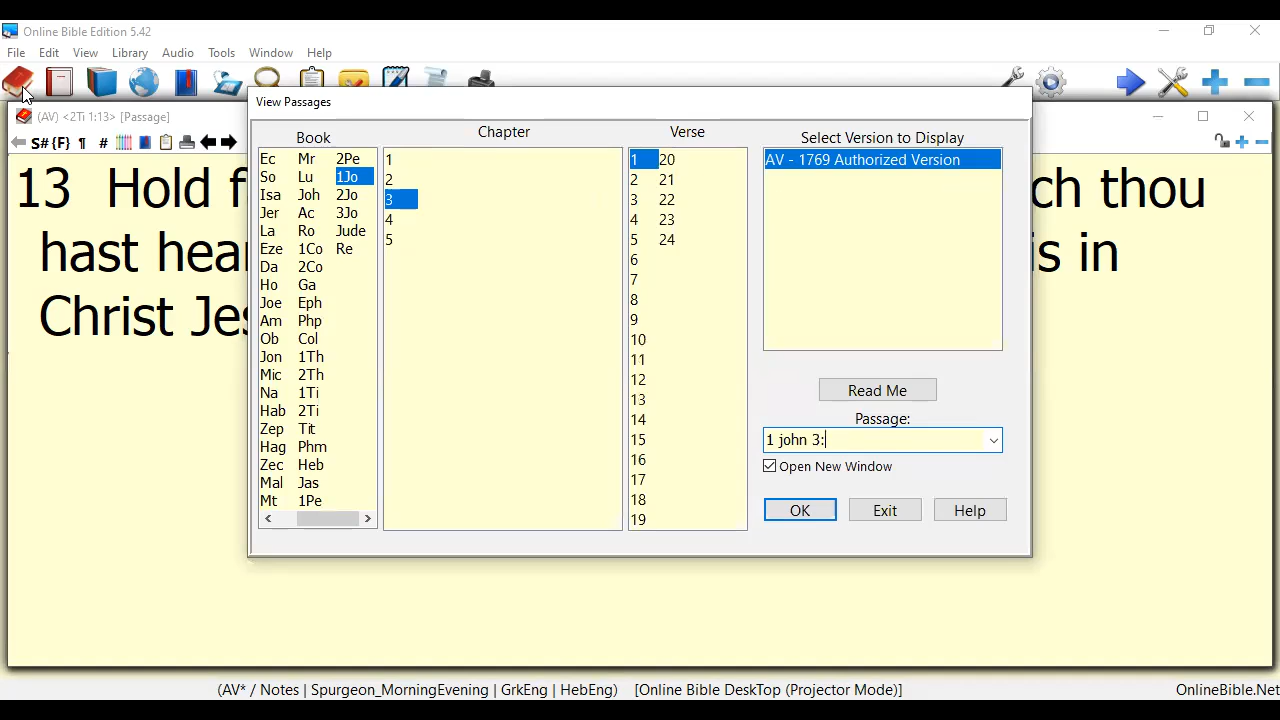 Online Bible Edition 5.42
File Edit View Library Audio Tools Window Help
(AV) <2Ti 1:13> [Passage]
S# {F} ¶ #
13 Hold f
ch thou
hast hear
is in
Christ Jes
View Passages
Book Chapter Verse Select Version to Display
Ec Mr 2Pe
So Lu 1Jo
Isa Joh 2Jo
Jer Ac 3Jo
La Ro Jude
Eze 1Co Re
Da 2Co
Ho Ga
Joe Eph
Am Php
Ob Col
Jon 1Th
Mic 2Th
Na 1Ti
Hab 2Ti
Zep Tit
Hag Phm
Zec Heb
Mal Jas
Mt 1Pe
1
2
3
4
5
1 20
2 21
3 22
4 23
5 24
6
7
8
9
10
11
12
13
14
15
16
17
18
19
AV - 1769 Authorized Version
Read Me
Passage:
1 john 3:
Open New Window
OK Exit Help
(AV* / Notes | Spurgeon_MorningEvening | GrkEng | HebEng) [Online Bible DeskTop (Projector Mode)] OnlineBible.Net